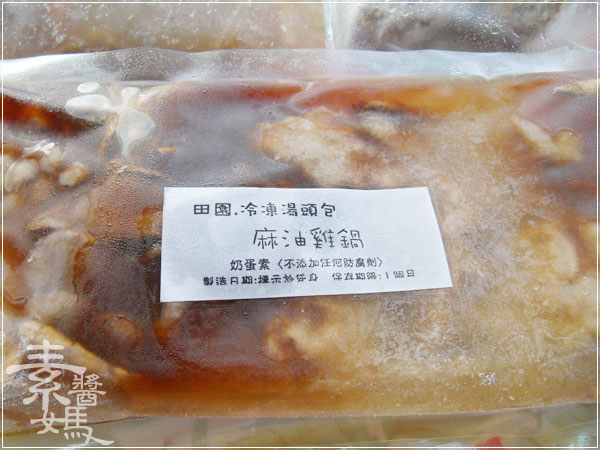 田園.冷凍湯頭包
麻油雞鍋
奶蛋素〈不添加任何防腐劑〉
製造日期:標示於袋身 保存期限:1個月
素醬媽